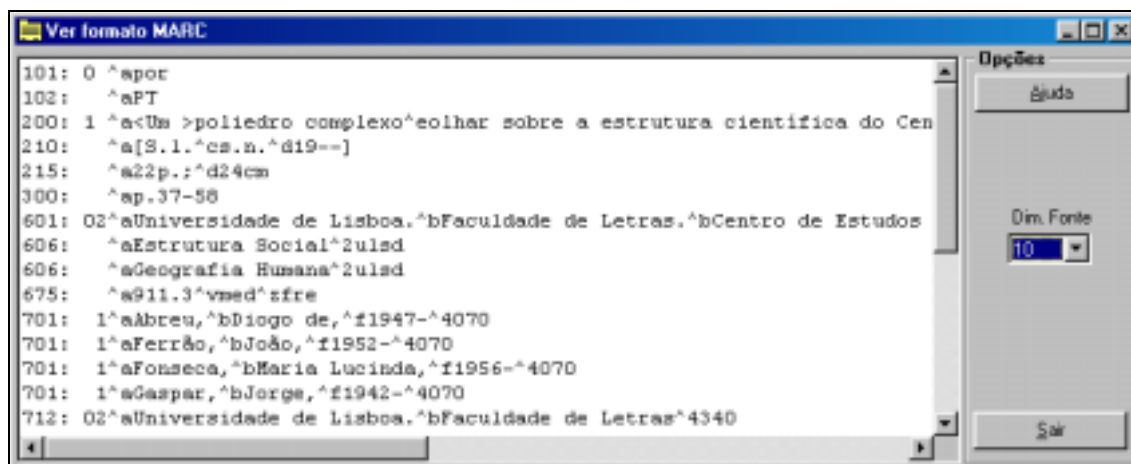 Ver formato MARC
101: 0 ^apor
102:   ^aPT
200: 1 ^a<Um >poliedro complexo^eolhar sobre a estrutura científica do Cen
210:   ^a[S.l.^cs.n.^d19--]
215:   ^a22p.;^d24cm
300:   ^ap.37-58
601: 02^aUniversidade de Lisboa.^bFaculdade de Letras.^bCentro de Estudos
606:   ^aEstrutura Social^2ulsd
606:   ^aGeografia Humana^2ulsd
675:   ^a911.3^vmed^zfre
701:  1^aAbreu,^bDiogo de,^f1947-^4070
701:  1^aFerrão,^bJoão,^f1952-^4070
701:  1^aFonseca,^bMaria Lucinda,^f1956-^4070
701:  1^aGaspar,^bJorge,^f1942-^4070
712: 02^aUniversidade de Lisboa.^bFaculdade de Letras^4340
Opções
Ajuda
Dim. Fonte
10
Sair